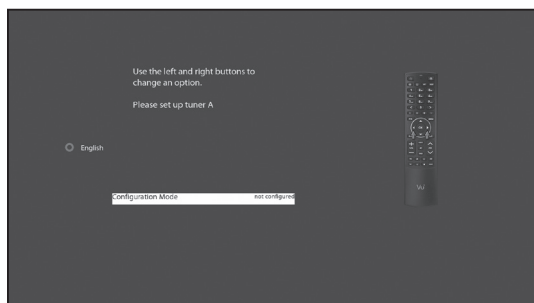 Use the left and right buttons to
change an option.
Please set up tuner A
English
Configuration Mode not configured